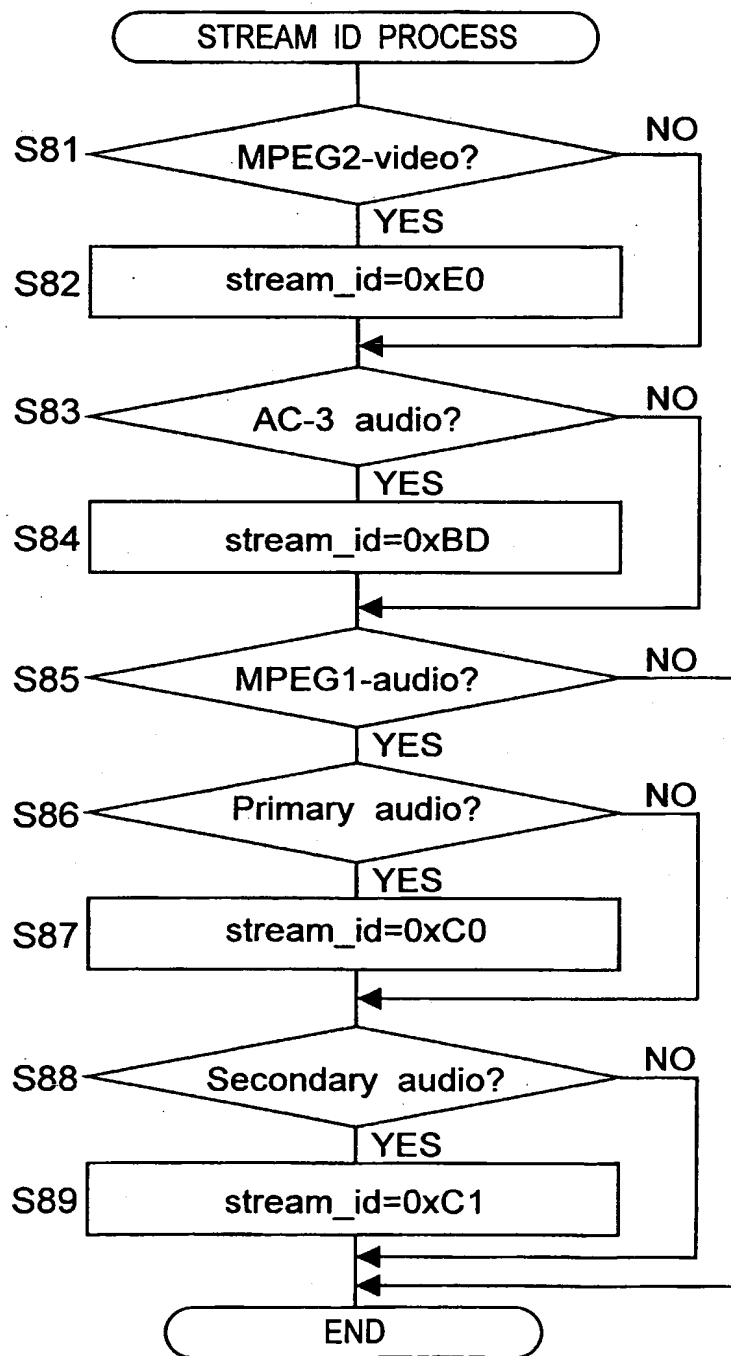 STREAM ID PROCESS
S81
MPEG2-video?
NO
YES
S82
stream_id=0xE0
S83
AC-3 audio?
NO
YES
S84
stream_id=0xBD
S85
MPEG1-audio?
NO
YES
S86
Primary audio?
NO
YES
S87
stream_id=0xC0
S88
Secondary audio?
NO
YES
S89
stream_id=0xC1
END